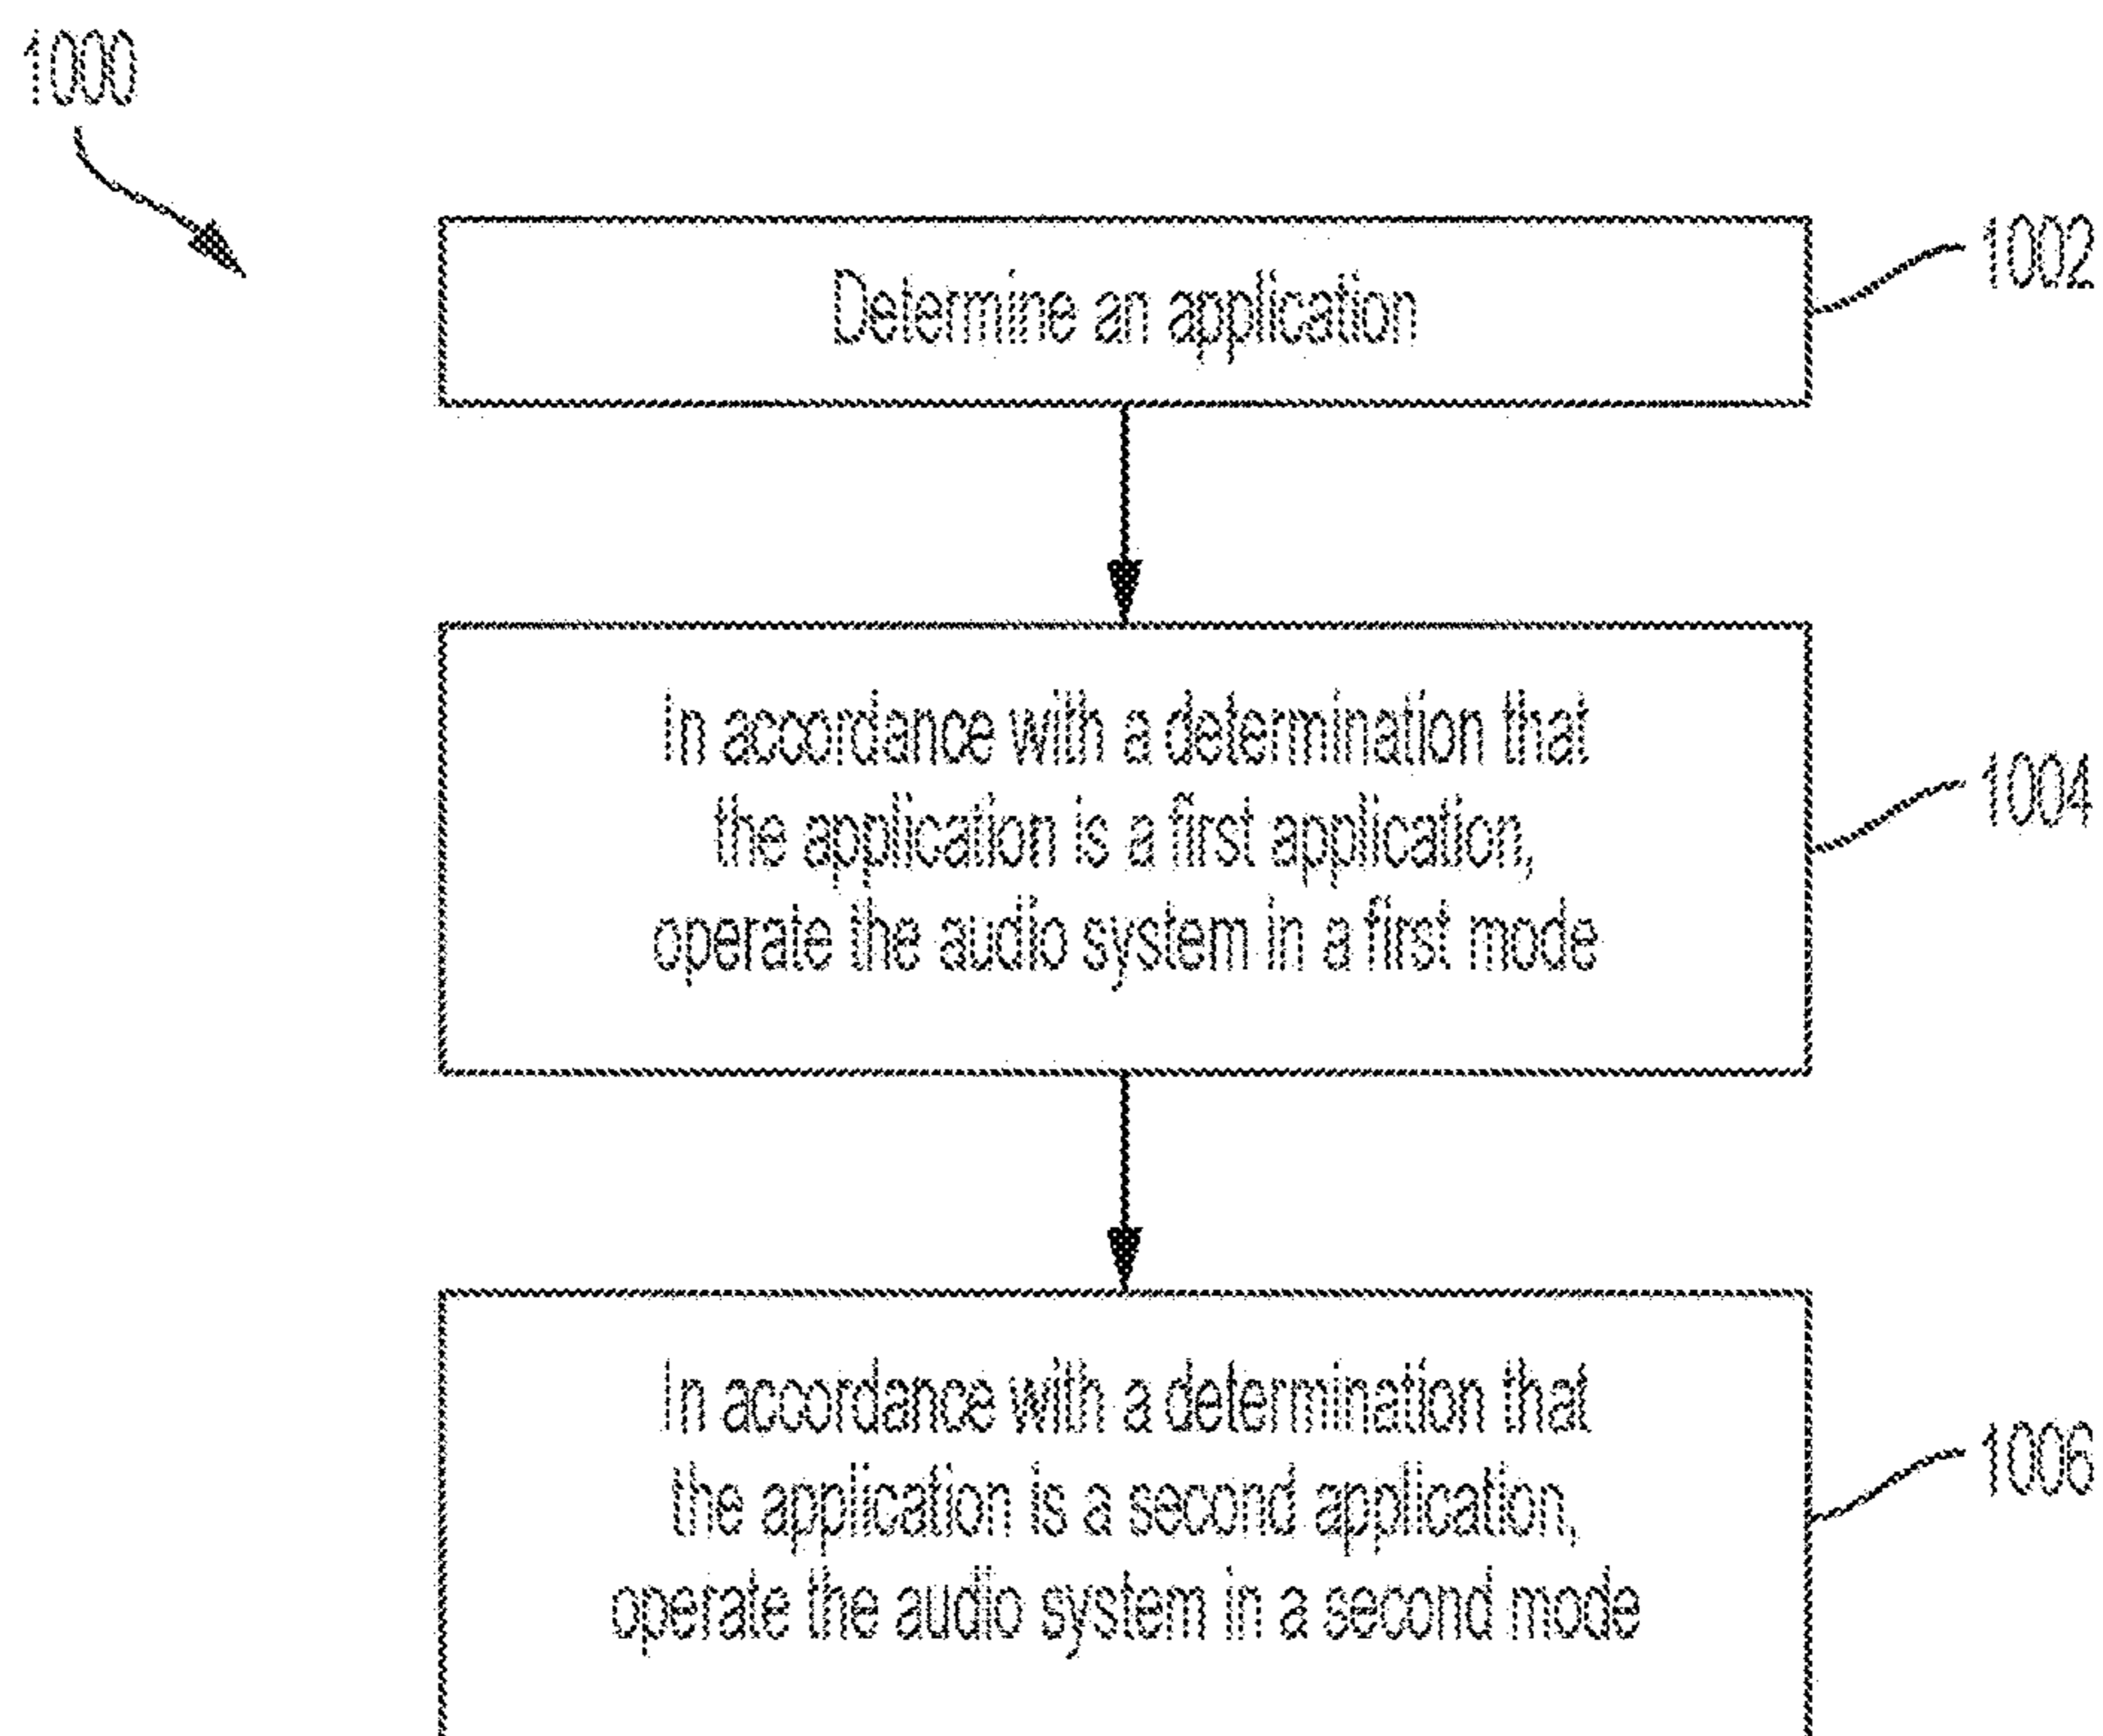 1000
Determine an application
1002
In accordance with a determination that
the application is a first application,
operate the audio system in a first mode
1004
In accordance with a determination that
the application is a second application,
operate the audio system in a second mode
1006